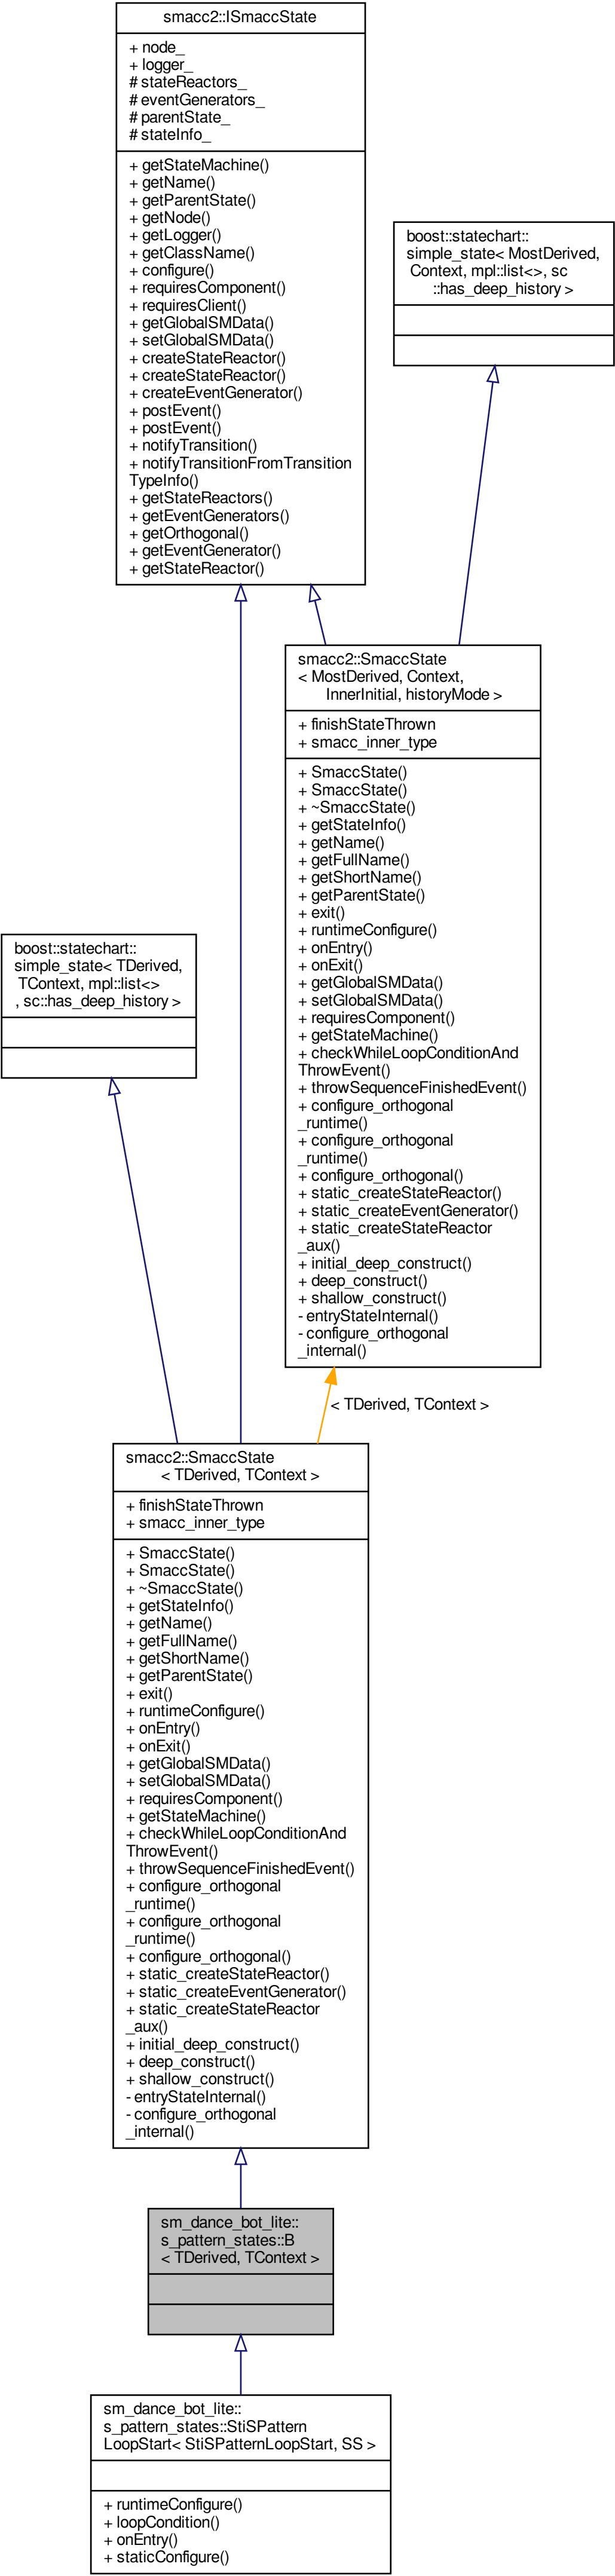 smacc2::ISmaccState
+ node_
+ logger_
# stateReactors_
# eventGenerators_
# parentState_
# stateInfo_
+ getStateMachine()
+ getName()
+ getParentState()
+ getNode()
+ getLogger()
+ getClassName()
+ configure()
+ requiresComponent()
+ requiresClient()
+ getGlobalSMData()
+ setGlobalSMData()
+ createStateReactor()
+ createStateReactor()
+ createEventGenerator()
+ postEvent()
+ postEvent()
+ notifyTransition()
+ notifyTransitionFromTransition
TypeInfo()
+ getStateReactors()
+ getEventGenerators()
+ getOrthogonal()
+ getEventGenerator()
+ getStateReactor()
boost::statechart::
simple_state< MostDerived,
Context, mpl::list<>, sc
::has_deep_history >
smacc2::SmaccState
< MostDerived, Context,
InnerInitial, historyMode >
+ finishStateThrown
+ smacc_inner_type
+ SmaccState()
+ SmaccState()
+ ~SmaccState()
+ getStateInfo()
+ getName()
+ getFullName()
+ getShortName()
+ getParentState()
+ exit()
+ runtimeConfigure()
+ onEntry()
+ onExit()
+ getGlobalSMData()
+ setGlobalSMData()
+ requiresComponent()
+ getStateMachine()
+ checkWhileLoopConditionAnd
ThrowEvent()
+ throwSequenceFinishedEvent()
+ configure_orthogonal
_runtime()
+ configure_orthogonal
_runtime()
+ configure_orthogonal()
+ static_createStateReactor()
+ static_createEventGenerator()
+ static_createStateReactor
_aux()
+ initial_deep_construct()
+ deep_construct()
+ shallow_construct()
- entryStateInternal()
- configure_orthogonal
_internal()
boost::statechart::
simple_state< TDerived,
TContext, mpl::list<>
, sc::has_deep_history >
< TDerived, TContext >
smacc2::SmaccState
< TDerived, TContext >
+ finishStateThrown
+ smacc_inner_type
+ SmaccState()
+ SmaccState()
+ ~SmaccState()
+ getStateInfo()
+ getName()
+ getFullName()
+ getShortName()
+ getParentState()
+ exit()
+ runtimeConfigure()
+ onEntry()
+ onExit()
+ getGlobalSMData()
+ setGlobalSMData()
+ requiresComponent()
+ getStateMachine()
+ checkWhileLoopConditionAnd
ThrowEvent()
+ throwSequenceFinishedEvent()
+ configure_orthogonal
_runtime()
+ configure_orthogonal
_runtime()
+ configure_orthogonal()
+ static_createStateReactor()
+ static_createEventGenerator()
+ static_createStateReactor
_aux()
+ initial_deep_construct()
+ deep_construct()
+ shallow_construct()
- entryStateInternal()
- configure_orthogonal
_internal()
sm_dance_bot_lite::
s_pattern_states::B
< TDerived, TContext >
sm_dance_bot_lite::
s_pattern_states::StiSPattern
LoopStart< StiSPatternLoopStart, SS >
+ runtimeConfigure()
+ loopCondition()
+ onEntry()
+ staticConfigure()